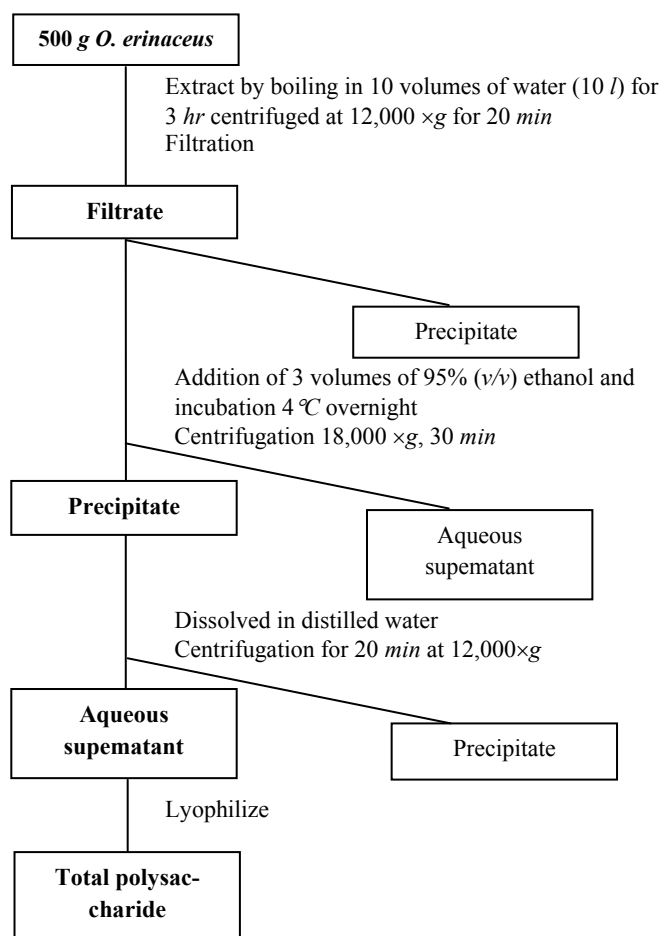 500 g O. erinaceus
Extract by boiling in 10 volumes of water (10 l) for
3 hr centrifuged at 12,000 ×g for 20 min
Filtration
Filtrate
Precipitate
Addition of 3 volumes of 95% (v/v) ethanol and
incubation 4℃ overnight
Centrifugation 18,000 ×g, 30 min
Precipitate
Aqueous
supematant
Dissolved in distilled water
Centrifugation for 20 min at 12,000×g
Aqueous
supematant
Precipitate
Lyophilize
Total polysac-
charide